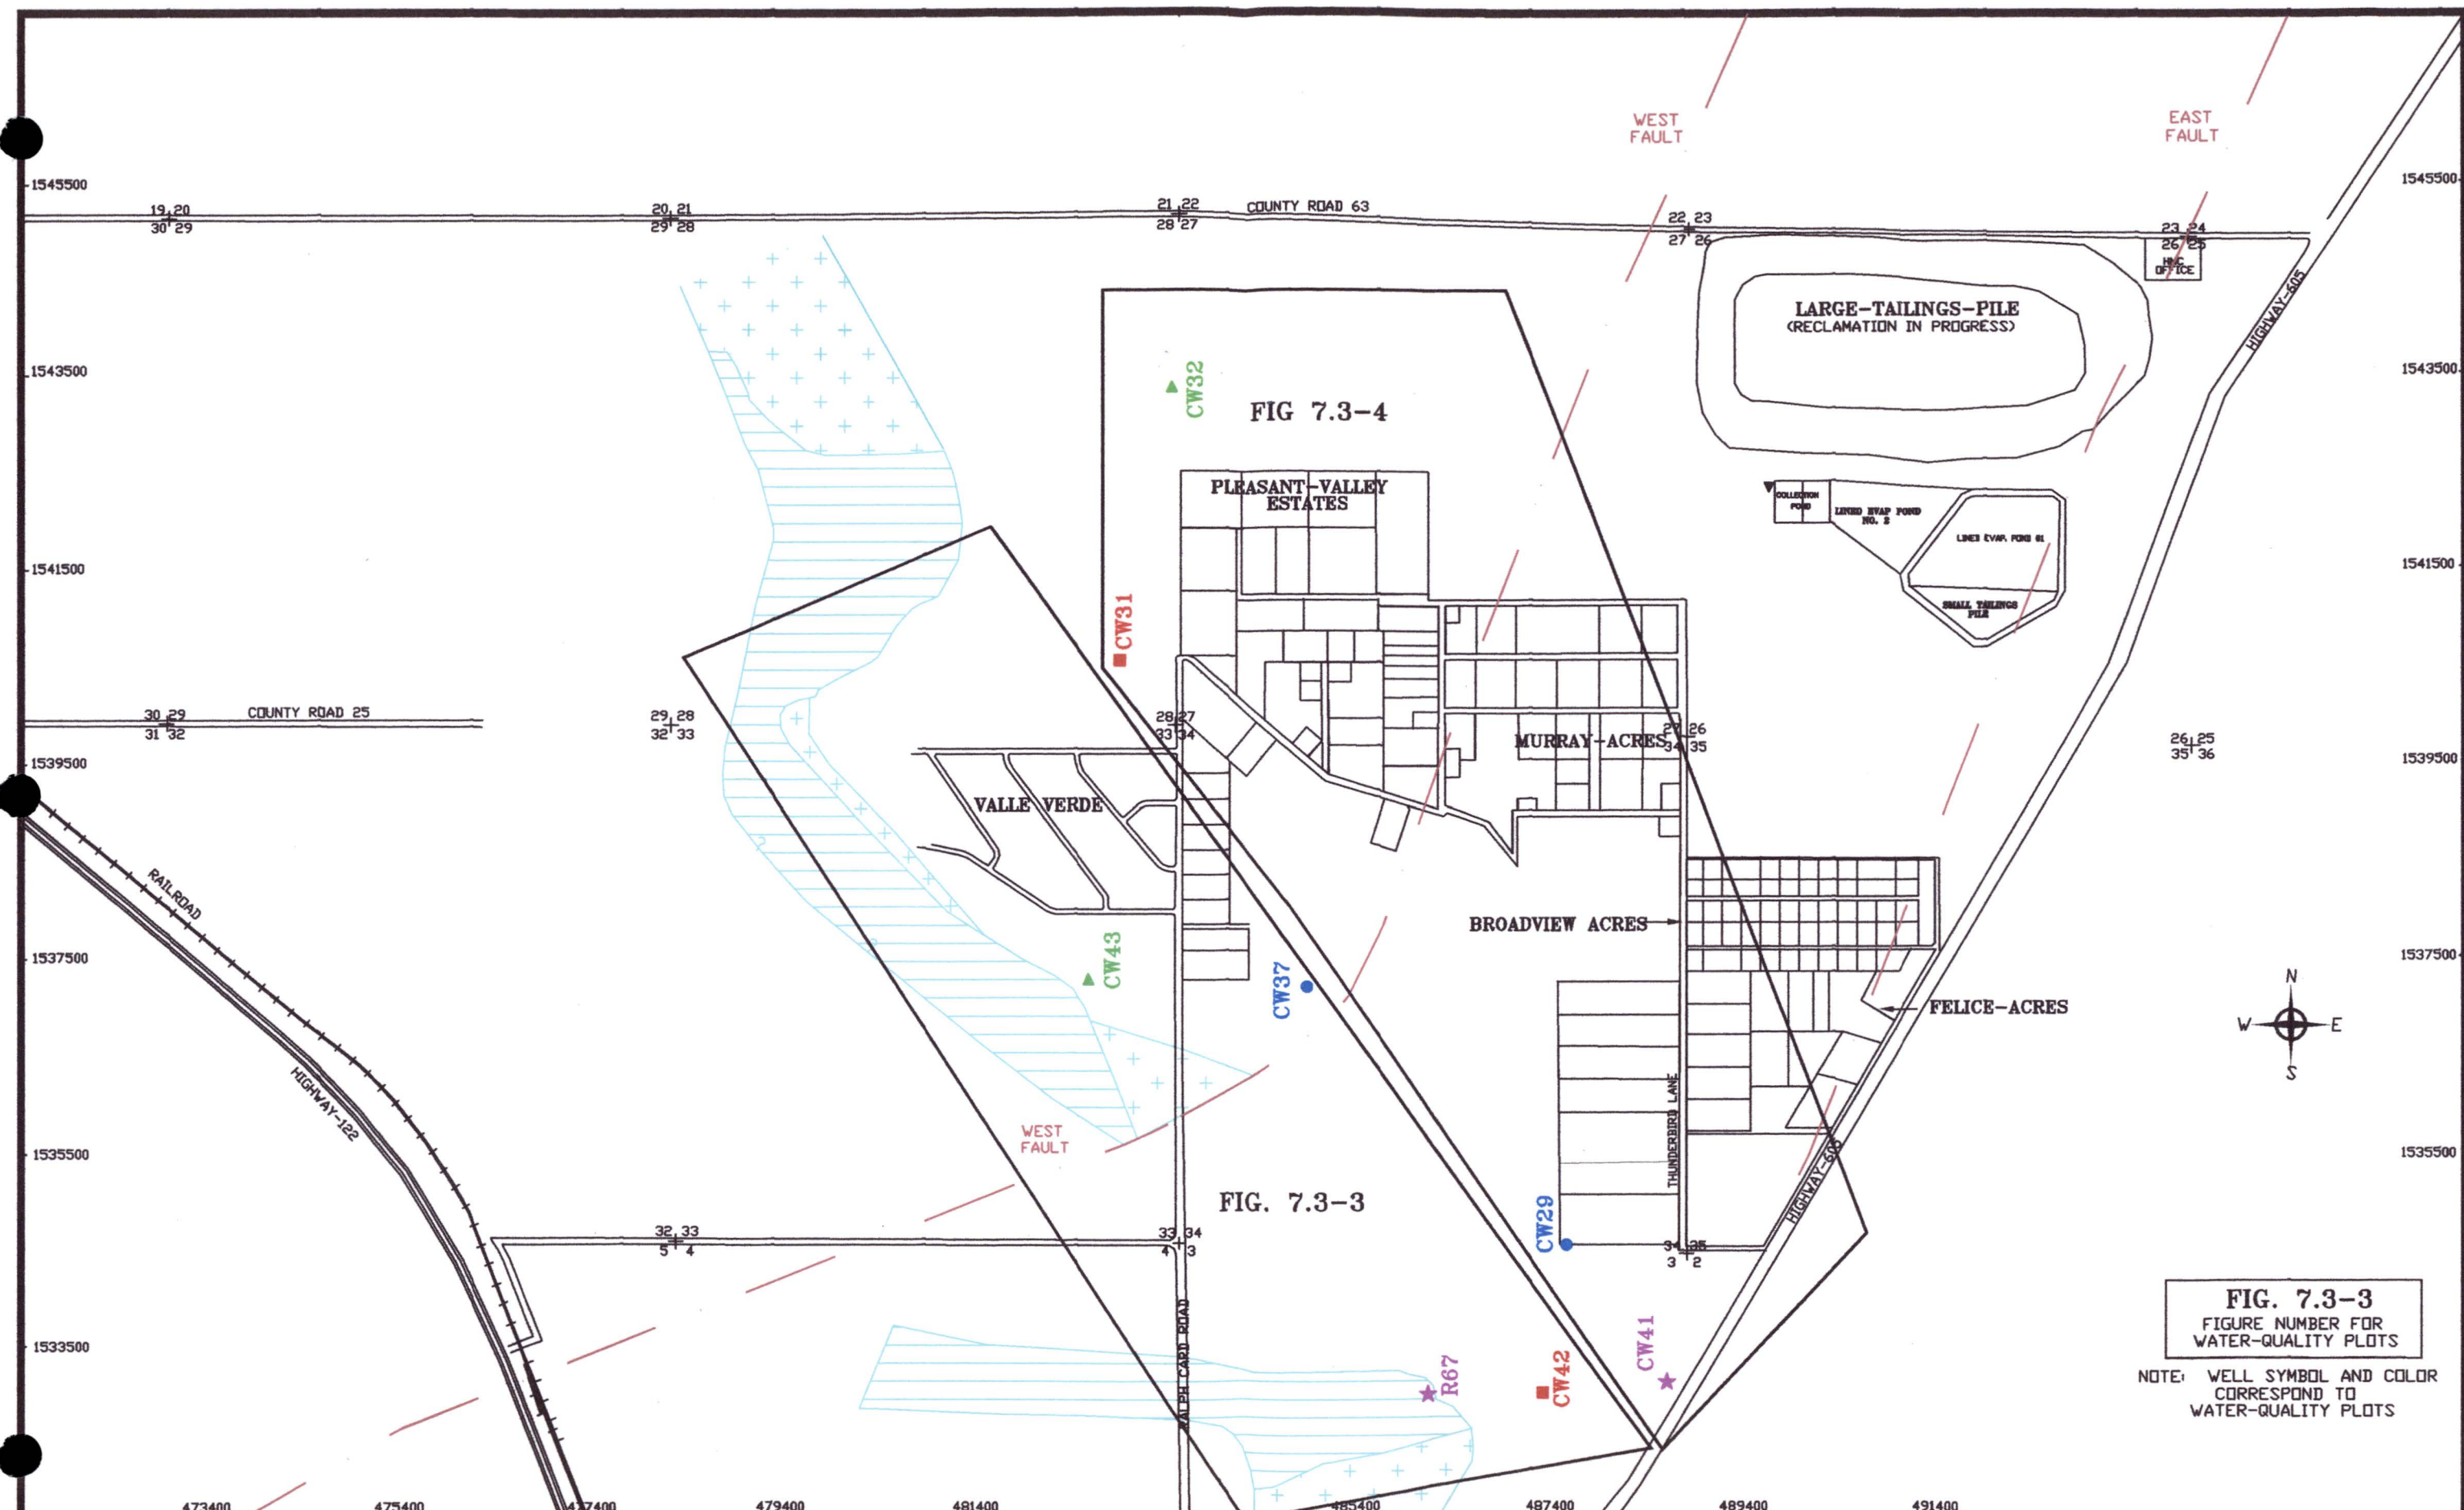 WEST
FAULT
EAST
FAULT
1545500
1545500
19 20
30 29
20 21
29 28
21 22
28 27
COUNTY ROAD 63
22 23
27 26
23 24
26 25
HMC
OFFICE
HIGHWAY-605
LARGE-TAILINGS-PILE
(RECLAMATION IN PROGRESS)
1543500
1543500
CW32
FIG 7.3-4
PLEASANT-VALLEY
ESTATES
COLLECTION
POND
LINED EVAP POND
NO. 2
LINED EVAP. POND #1
SMALL TAILINGS
PILE
1541500
1541500
CW31
30 29
31 32
COUNTY ROAD 25
29 28
32 33
28 27
33 34
MURRAY-ACRES
27 26
34 35
26 25
35 36
1539500
1539500
VALLE VERDE
RAILROAD
BROADVIEW ACRES
1537500
1537500
CW43
CW37
FELICE-ACRES
N
W
E
S
HIGHWAY-122
THUNDERBIRD LANE
WEST
FAULT
1535500
1535500
HIGHWAY-605
FIG. 7.3-3
CW29
32 33
5 4
33 34
4 3
34 35
3 2
RALPH CARD ROAD
1533500
R67
CW42
CW41
FIG. 7.3-3
FIGURE NUMBER FOR
WATER-QUALITY PLOTS
NOTE: WELL SYMBOL AND COLOR
CORRESPOND TO
WATER-QUALITY PLOTS
473400
475400
477400
479400
481400
485400
487400
489400
491400